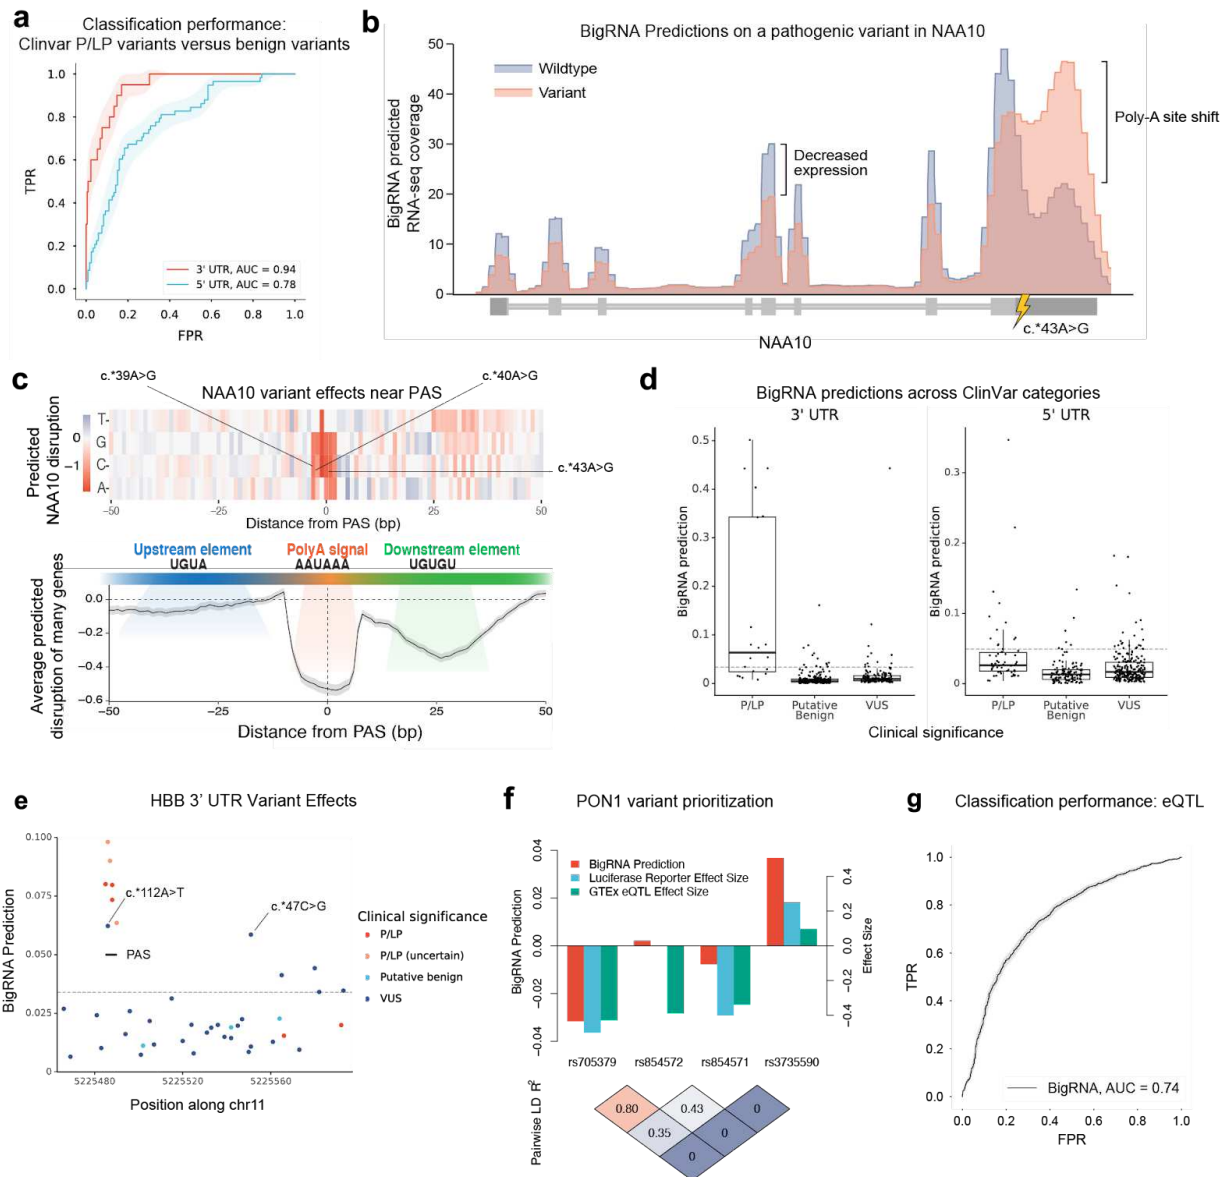 a
Classification performance:
Clinvar P/LP variants versus benign variants
1.0
0.8
0.6
0.4
0.2
0.0
TPR
3' UTR, AUC = 0.94
5' UTR, AUC = 0.78
0.0 0.2 0.4 0.6 0.8 1.0
FPR
b
BigRNA Predictions on a pathogenic variant in NAA10
50
40
30
20
10
0
BigRNA predicted
RNA-seq coverage
Wildtype
Variant
Decreased
expression
Poly-A site shift
c.*43A>G
NAA10
c
c.*39A>G
c.*40A>G
NAA10 variant effects near PAS
Predicted
NAA10 disruption
0
−1
T-
G
C-
A-
c.*43A>G
−50 −25 0 25 50
Distance from PAS (bp)
Upstream element PolyA signal Downstream element
UGUA AAUAAA UGUGU
Average predicted
disruption of many genes
0.0
−0.2
−0.4
−0.6
−50 −25 0 25 50
Distance from PAS (bp)
d
BigRNA predictions across ClinVar categories
3' UTR 5' UTR
BigRNA prediction
0.5
0.4
0.3
0.2
0.1
0
P/LP Putative
Benign VUS
BigRNA prediction
0.3
0.2
0.1
0
P/LP Putative
Benign VUS
Clinical significance
e
HBB 3’ UTR Variant Effects
BigRNA Prediction
0.100
0.075
0.050
0.025
0
c.*112A>T
c.*47C>G
PAS
Clinical significance
P/LP
P/LP (uncertain)
Putative benign
VUS
5225480 5225520 5225560
Position along chr11
f
PON1 variant prioritization
BigRNA Prediction
0.04
0.02
0.00
−0.02
−0.04
BigRNA Prediction
Luciferase Reporter Effect Size
GTEx eQTL Effect Size
0.4
0.2
0.0
−0.2
−0.4
Effect Size
rs705379 rs854572 rs854571 rs3735590
Pairwise LD R²
0.80 0.43 0
0.35 0
0
g
Classification performance: eQTL
1.0
0.8
0.6
0.4
0.2
0.0
TPR
BigRNA, AUC = 0.74
0.0 0.2 0.4 0.6 0.8 1.0
FPR